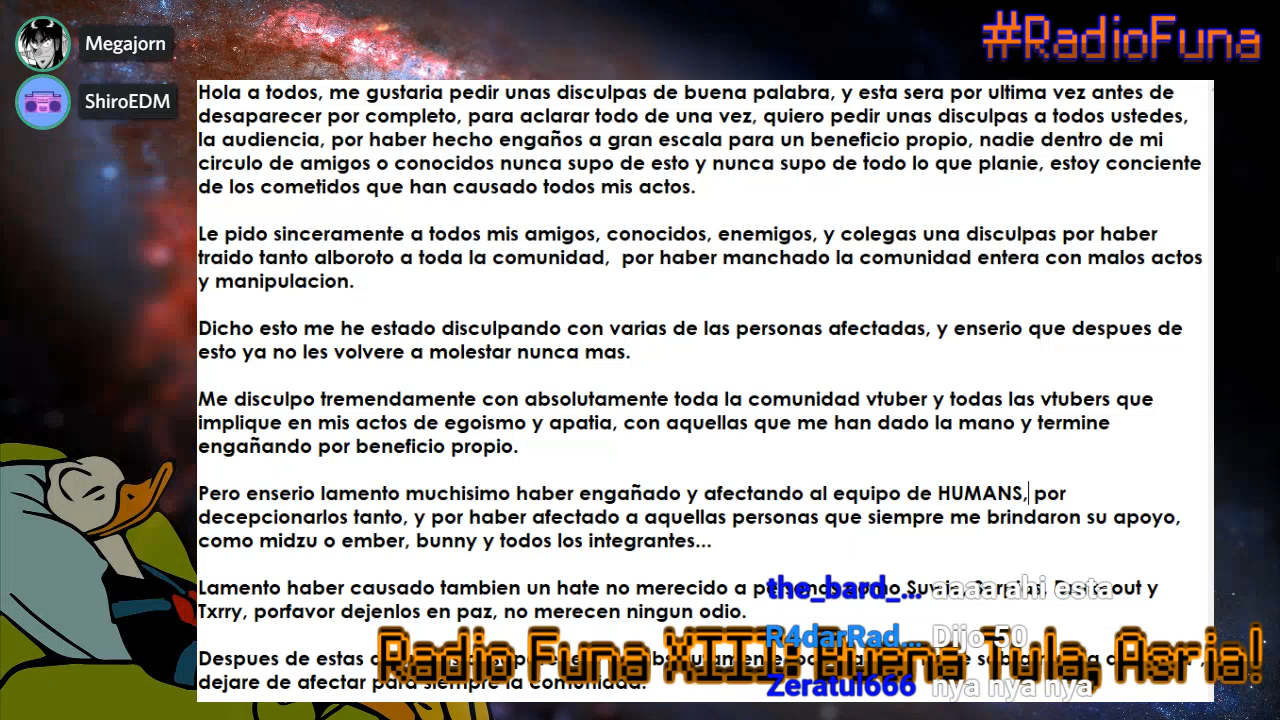 Megajorn
ShiroEDM
#RadioFuna
Hola a todos, me gustaria pedir unas disculpas de buena palabra, y esta sera por ultima vez antes de
desaparecer por completo, para aclarar todo de una vez, quiero pedir unas disculpas a todos ustedes,
la audiencia, por haber hecho engaños a gran escala para un beneficio propio, nadie dentro de mi
circulo de amigos o conocidos nunca supo de esto y nunca supo de todo lo que planie, estoy conciente
de los cometidos que han causado todos mis actos.
Le pido sinceramente a todos mis amigos, conocidos, enemigos, y colegas una disculpas por haber
traido tanto alboroto a toda la comunidad, por haber manchado la comunidad entera con malos actos
y manipulacion.
Dicho esto me he estado disculpando con varias de las personas afectadas, y enserio que despues de
esto ya no les volvere a molestar nunca mas.
Me disculpo tremendamente con absolutamente toda la comunidad vtuber y todas las vtubers que
implique en mis actos de egoismo y apatia, con aquellas que me han dado la mano y termine
engañando por beneficio propio.
Pero enserio lamento muchisimo haber engañado y afectando al equipo de HUMANS, por
decepcionarlos tanto, y por haber afectado a aquellas personas que siempre me brindaron su apoyo,
como midzu o ember, bunny y todos los integrantes...
Lamento haber causado tambien un hate no merecido a y
Txrry, porfavor dejenlos en paz, no merecen ningun odio.
Despues de estas
dejare de afectar para siempre la comunidad.
the_bard_... aaaa ahi esta
R4darRad... Dijo 50
Zeratul666 nya nya nya
Radio Funa XIII: Buena Tula, Asria!